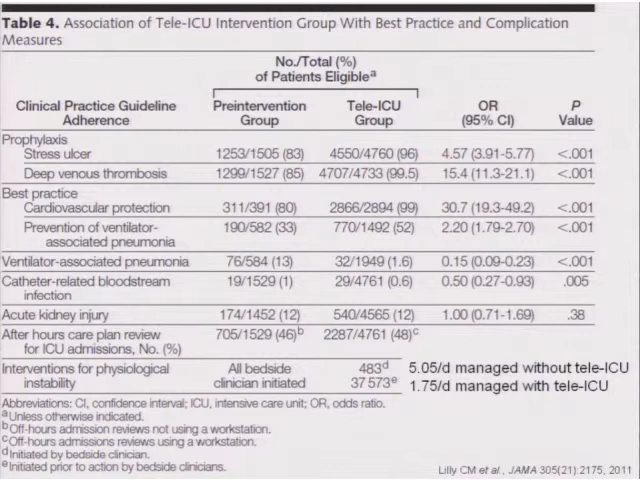 Table 4. Association of Tele-ICU Intervention Group With Best Practice and Complication
Measures
No./Total (%)
of Patients Eligibleᵃ
Clinical Practice Guideline Preintervention Tele-ICU OR P
Adherence Group Group (95% CI) Value
Prophylaxis
Stress ulcer 1253/1505 (83) 4550/4760 (96) 4.57 (3.91-5.77) <.001
Deep venous thrombosis 1299/1527 (85) 4707/4733 (99.5) 15.4 (11.3-21.1) <.001
Best practice
Cardiovascular protection 311/391 (80) 2866/2894 (99) 30.7 (19.3-49.2) <.001
Prevention of ventilator- 190/582 (33) 770/1492 (52) 2.20 (1.79-2.70) <.001
associated pneumonia
Ventilator-associated pneumonia 76/584 (13) 32/1949 (1.6) 0.15 (0.09-0.23) <.001
Catheter-related bloodstream 19/1529 (1) 29/4761 (0.6) 0.50 (0.27-0.93) .005
infection
Acute kidney injury 174/1452 (12) 540/4565 (12) 1.00 (0.71-1.69) .38
After hours care plan review 705/1529 (46)ᵇ 2287/4761 (48)ᶜ
for ICU admissions, No. (%)
Interventions for physiological All bedside 483ᵈ 5.05/d managed without tele-ICU
instability clinician initiated 37 573ᵉ 1.75/d managed with tele-ICU
Abbreviations: CI, confidence interval; ICU, intensive care unit; OR, odds ratio.
ᵃUnless otherwise indicated.
ᵇOff-hours admission reviews not using a workstation.
ᶜOff-hours admissions reviews using a workstation.
ᵈInitiated by bedside clinician.
ᵉInitiated prior to action by bedside clinicians.
Lilly CM et al., JAMA 305(21):2175, 2011